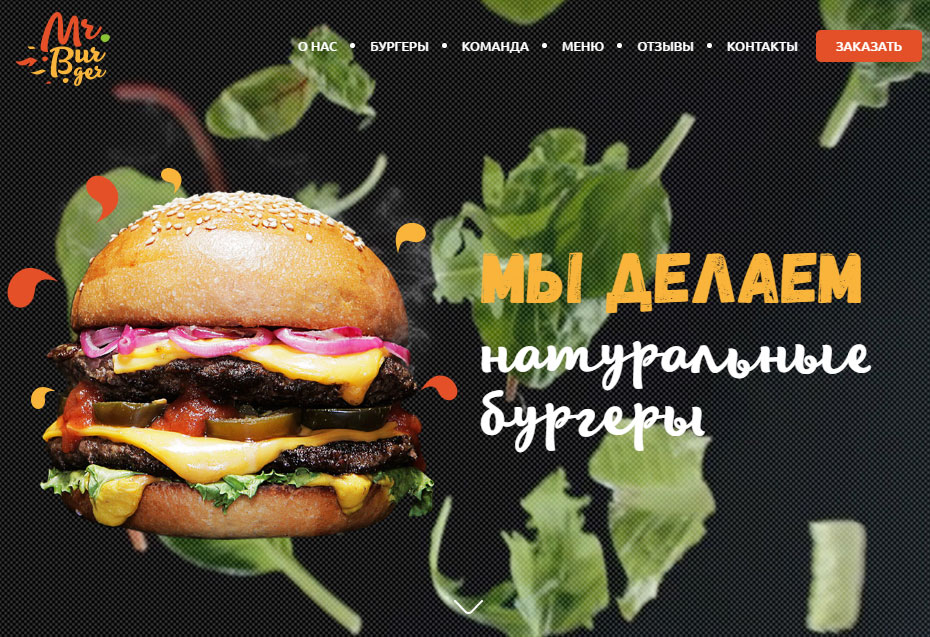 Mr.
Bur
ger
О НАС • БУРГЕРЫ • КОМАНДА • МЕНЮ • ОТЗЫВЫ • КОНТАКТЫ ЗАКАЗАТЬ
МЫ ДЕЛАЕМ
натуральные
бургеры